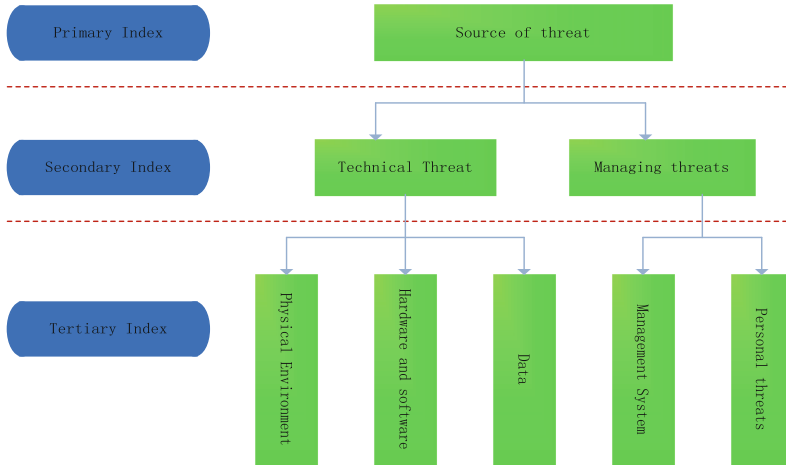 Primary Index
Source of threat
Secondary Index
Technical Threat
Managing threats
Tertiary Index
Physical Environment
Hardware and software
Data
Management System
Personal threats